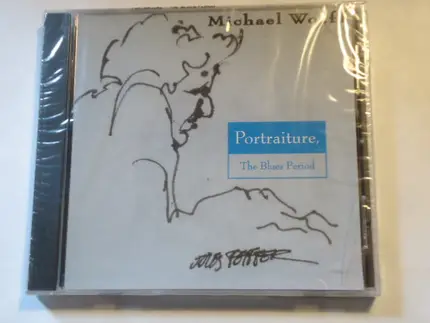 Michael Wolff
Portraiture,
The Blues Period
JULES FEIFFER